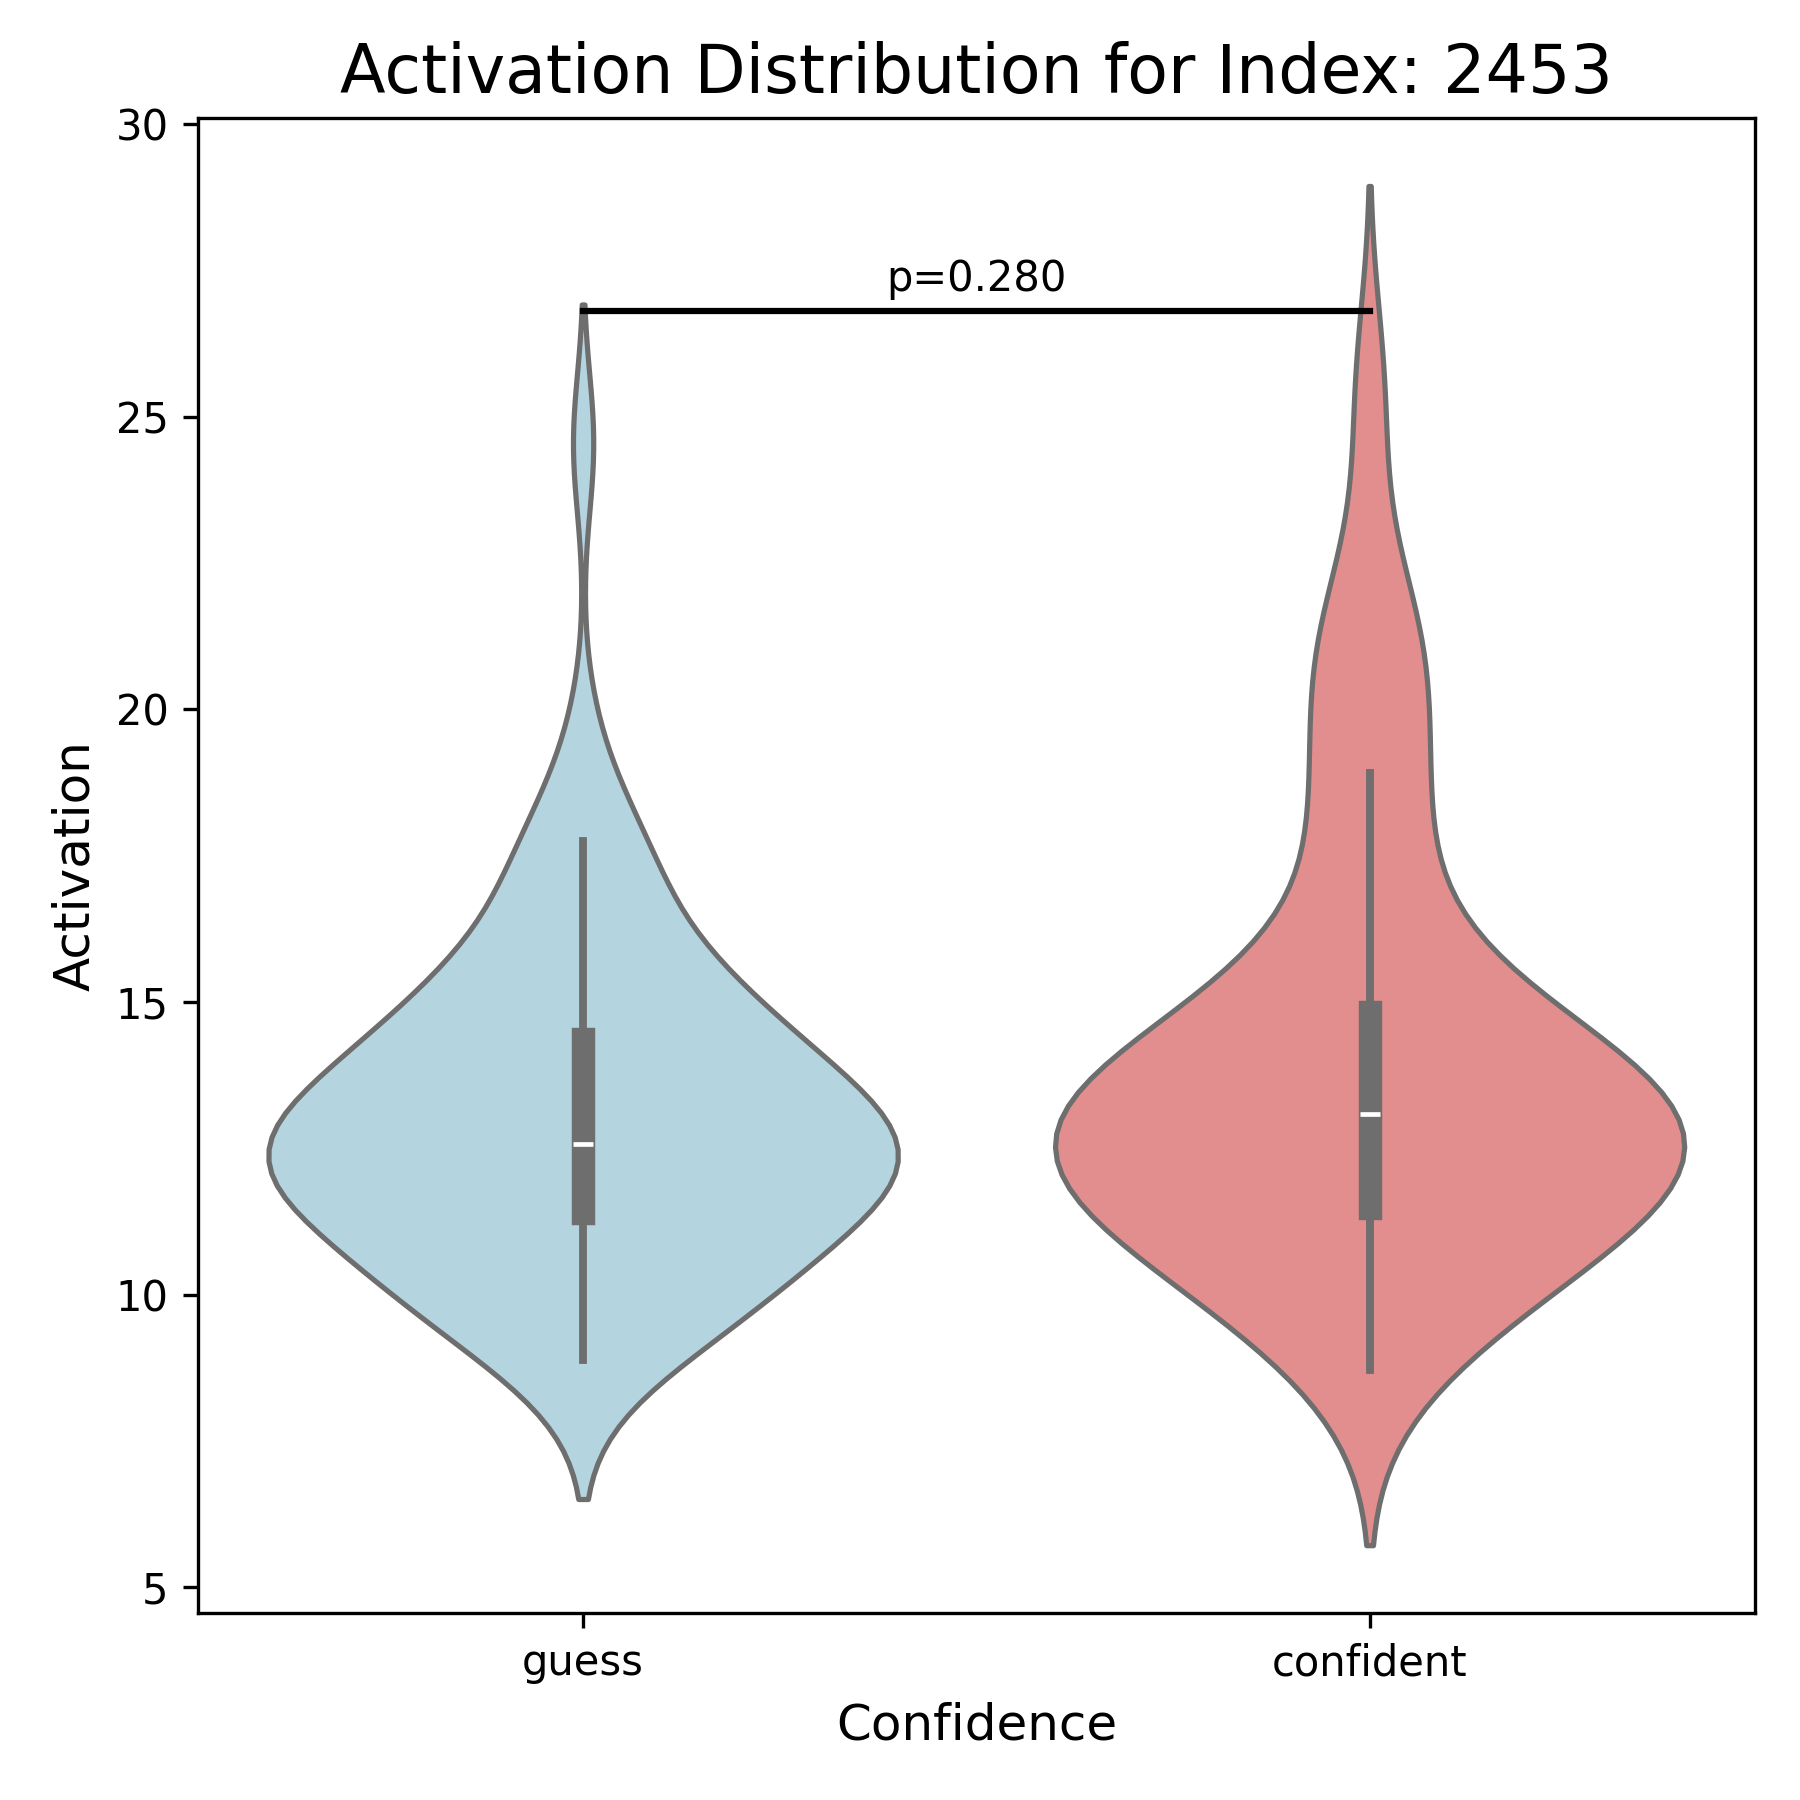 Activation Distribution for Index: 2453
30
p=0.280
25
20
Activation
15
10
5
guess confident
Confidence